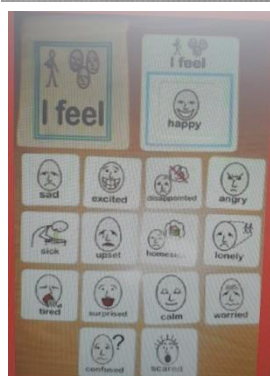 I feel
I feel
happy
sad
excited
disappointed
angry
sick
upset
homesick
lonely
tired
surprised
calm
worried
confused
scared